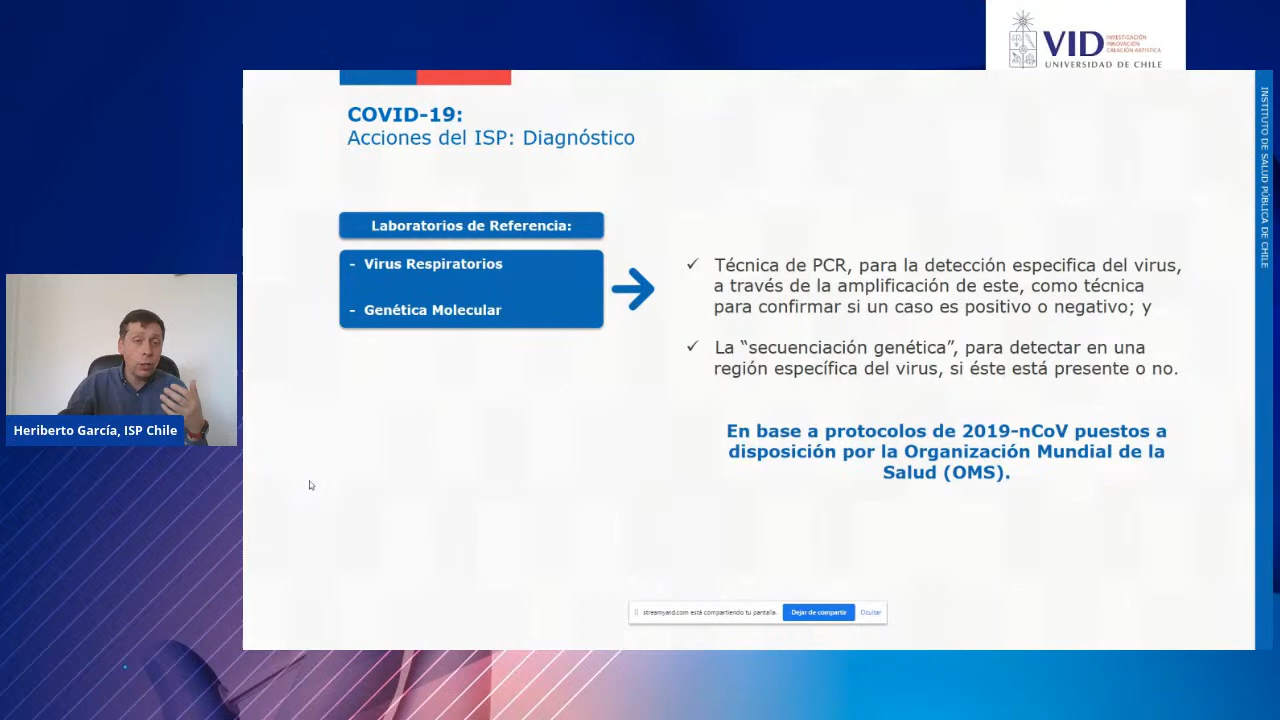 INVESTIGACIÓN
INNOVACIÓN
CREACIÓN ARTÍSTICA
VID
UNIVERSIDAD DE CHILE
INSTITUTO DE SALUD PÚBLICA DE CHILE
COVID-19:
Acciones del ISP: Diagnóstico
Laboratorios de Referencia:
- Virus Respiratorios
- Genética Molecular
✓ Técnica de PCR, para la detección especifica del virus,
a través de la amplificación de este, como técnica
para confirmar si un caso es positivo o negativo; y
✓ La “secuenciación genética”, para detectar en una
región específica del virus, si éste está presente o no.
En base a protocolos de 2019-nCoV puestos a
disposición por la Organización Mundial de la
Salud (OMS).
Heriberto García, ISP Chile
streamyard.com está compartiendo tu pantalla.
Dejar de compartir
Ocultar